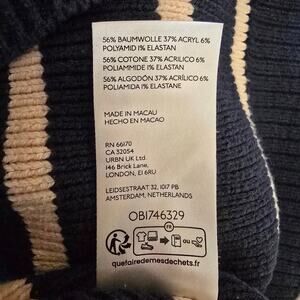 56% BAUMWOLLE 37% ACRYL 6%
POLYAMID 1% ELASTAN
56% COTONE 37% ACRILICO 6%
POLIAMMIDE 1% ELASTAN
56% ALGODÓN 37% ACRÍLICO 6%
POLIAMIDA 1% ELASTANE
MADE IN MACAU
HECHO EN MACAO
RN 66170
CA 32054
URBN UK Ltd.
146 Brick Lane,
LONDON, E1 6RU
LEIDSESTRAAT 32, 1017 PB
AMSTERDAM, NETHERLANDS
OB1746329
FR
quefairedemesdechets.fr